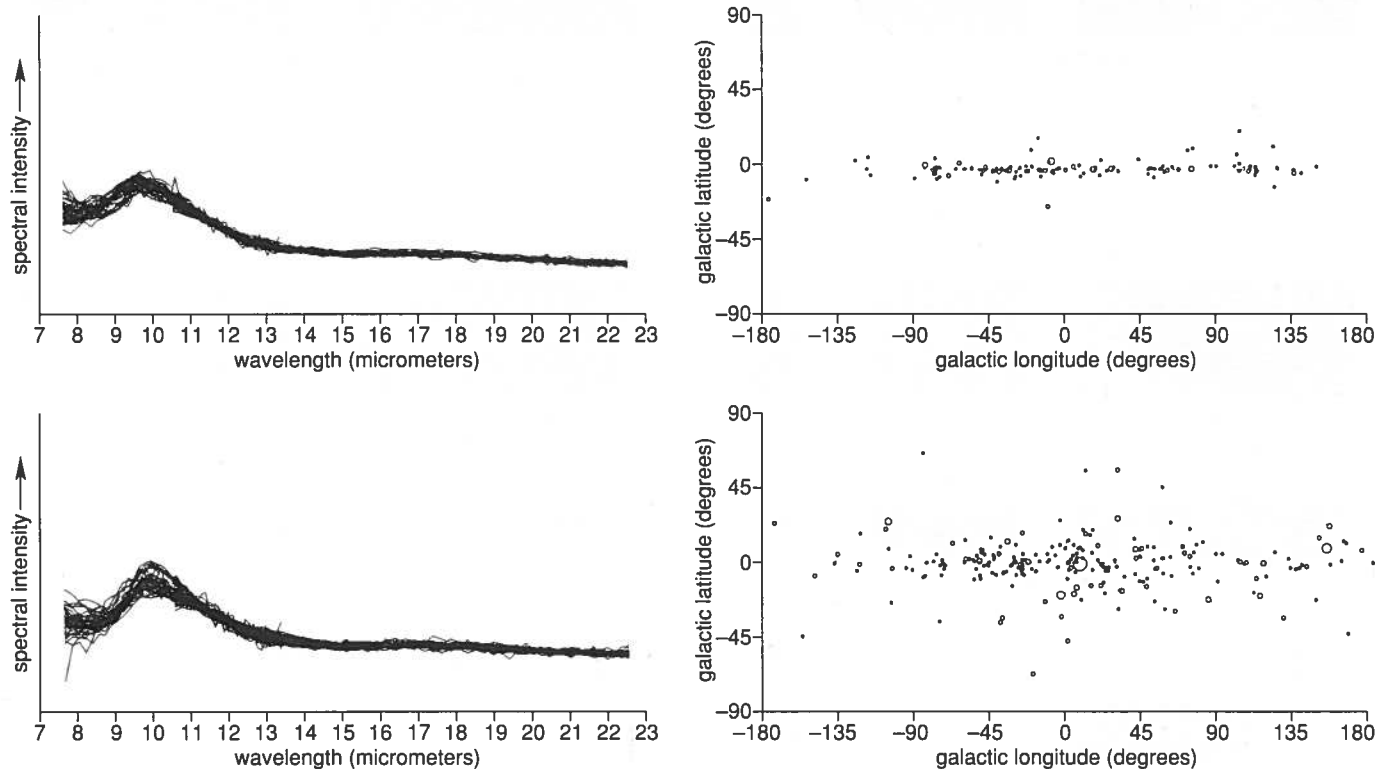 spectral intensity
7 8 9 10 11 12 13 14 15 16 17 18 19 20 21 22 23
wavelength (micrometers)
galactic latitude (degrees)
90
45
0
−45
−90
−180 −135 −90 −45 0 45 90 135 180
galactic longitude (degrees)
spectral intensity
7 8 9 10 11 12 13 14 15 16 17 18 19 20 21 22 23
wavelength (micrometers)
galactic latitude (degrees)
90
45
0
−45
−90
−180 −135 −90 −45 0 45 90 135 180
galactic longitude (degrees)